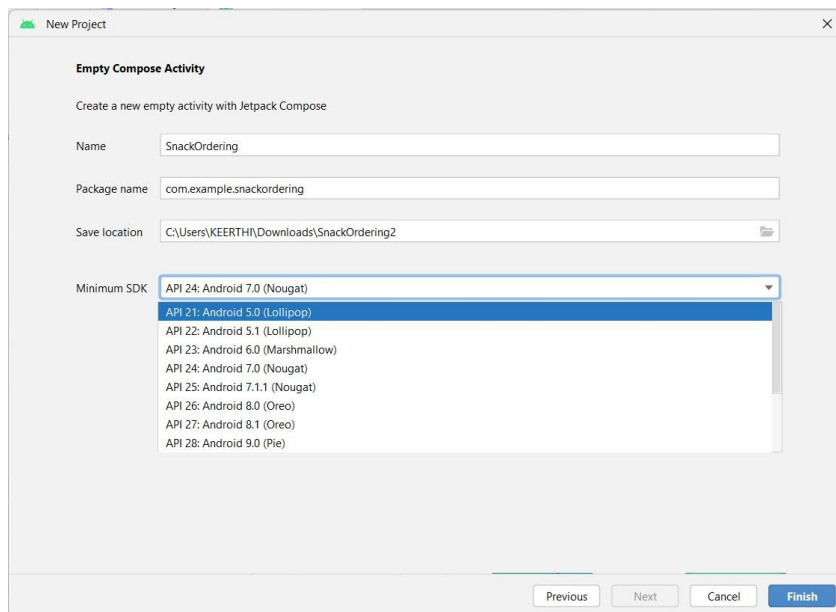 New Project
Empty Compose Activity
Create a new empty activity with Jetpack Compose
Name SnackOrdering
Package name com.example.snackordering
Save location C:\Users\KEERTHI\Downloads\SnackOrdering2
Minimum SDK API 24: Android 7.0 (Nougat)
API 21: Android 5.0 (Lollipop)
API 22: Android 5.1 (Lollipop)
API 23: Android 6.0 (Marshmallow)
API 24: Android 7.0 (Nougat)
API 25: Android 7.1.1 (Nougat)
API 26: Android 8.0 (Oreo)
API 27: Android 8.1 (Oreo)
API 28: Android 9.0 (Pie)
Previous Next Cancel Finish